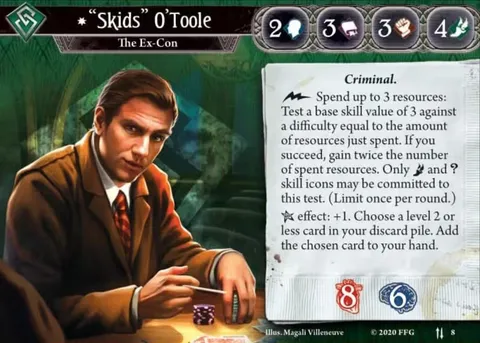 "Skids" O'Toole
The Ex-Con
2 3 3 4
Criminal.
Spend up to 3 resources:
Test a base skill value of 3 against
a difficulty equal to the amount
of resources just spent. If you
succeed, gain twice the number
of spent resources. Only and ?
skill icons may be committed to
this test. (Limit once per round.)
effect: +1. Choose a level 2 or
less card in your discard pile. Add
the chosen card to your hand.
8 6
Illus. Magali Villeneuve © 2020 FFG 8